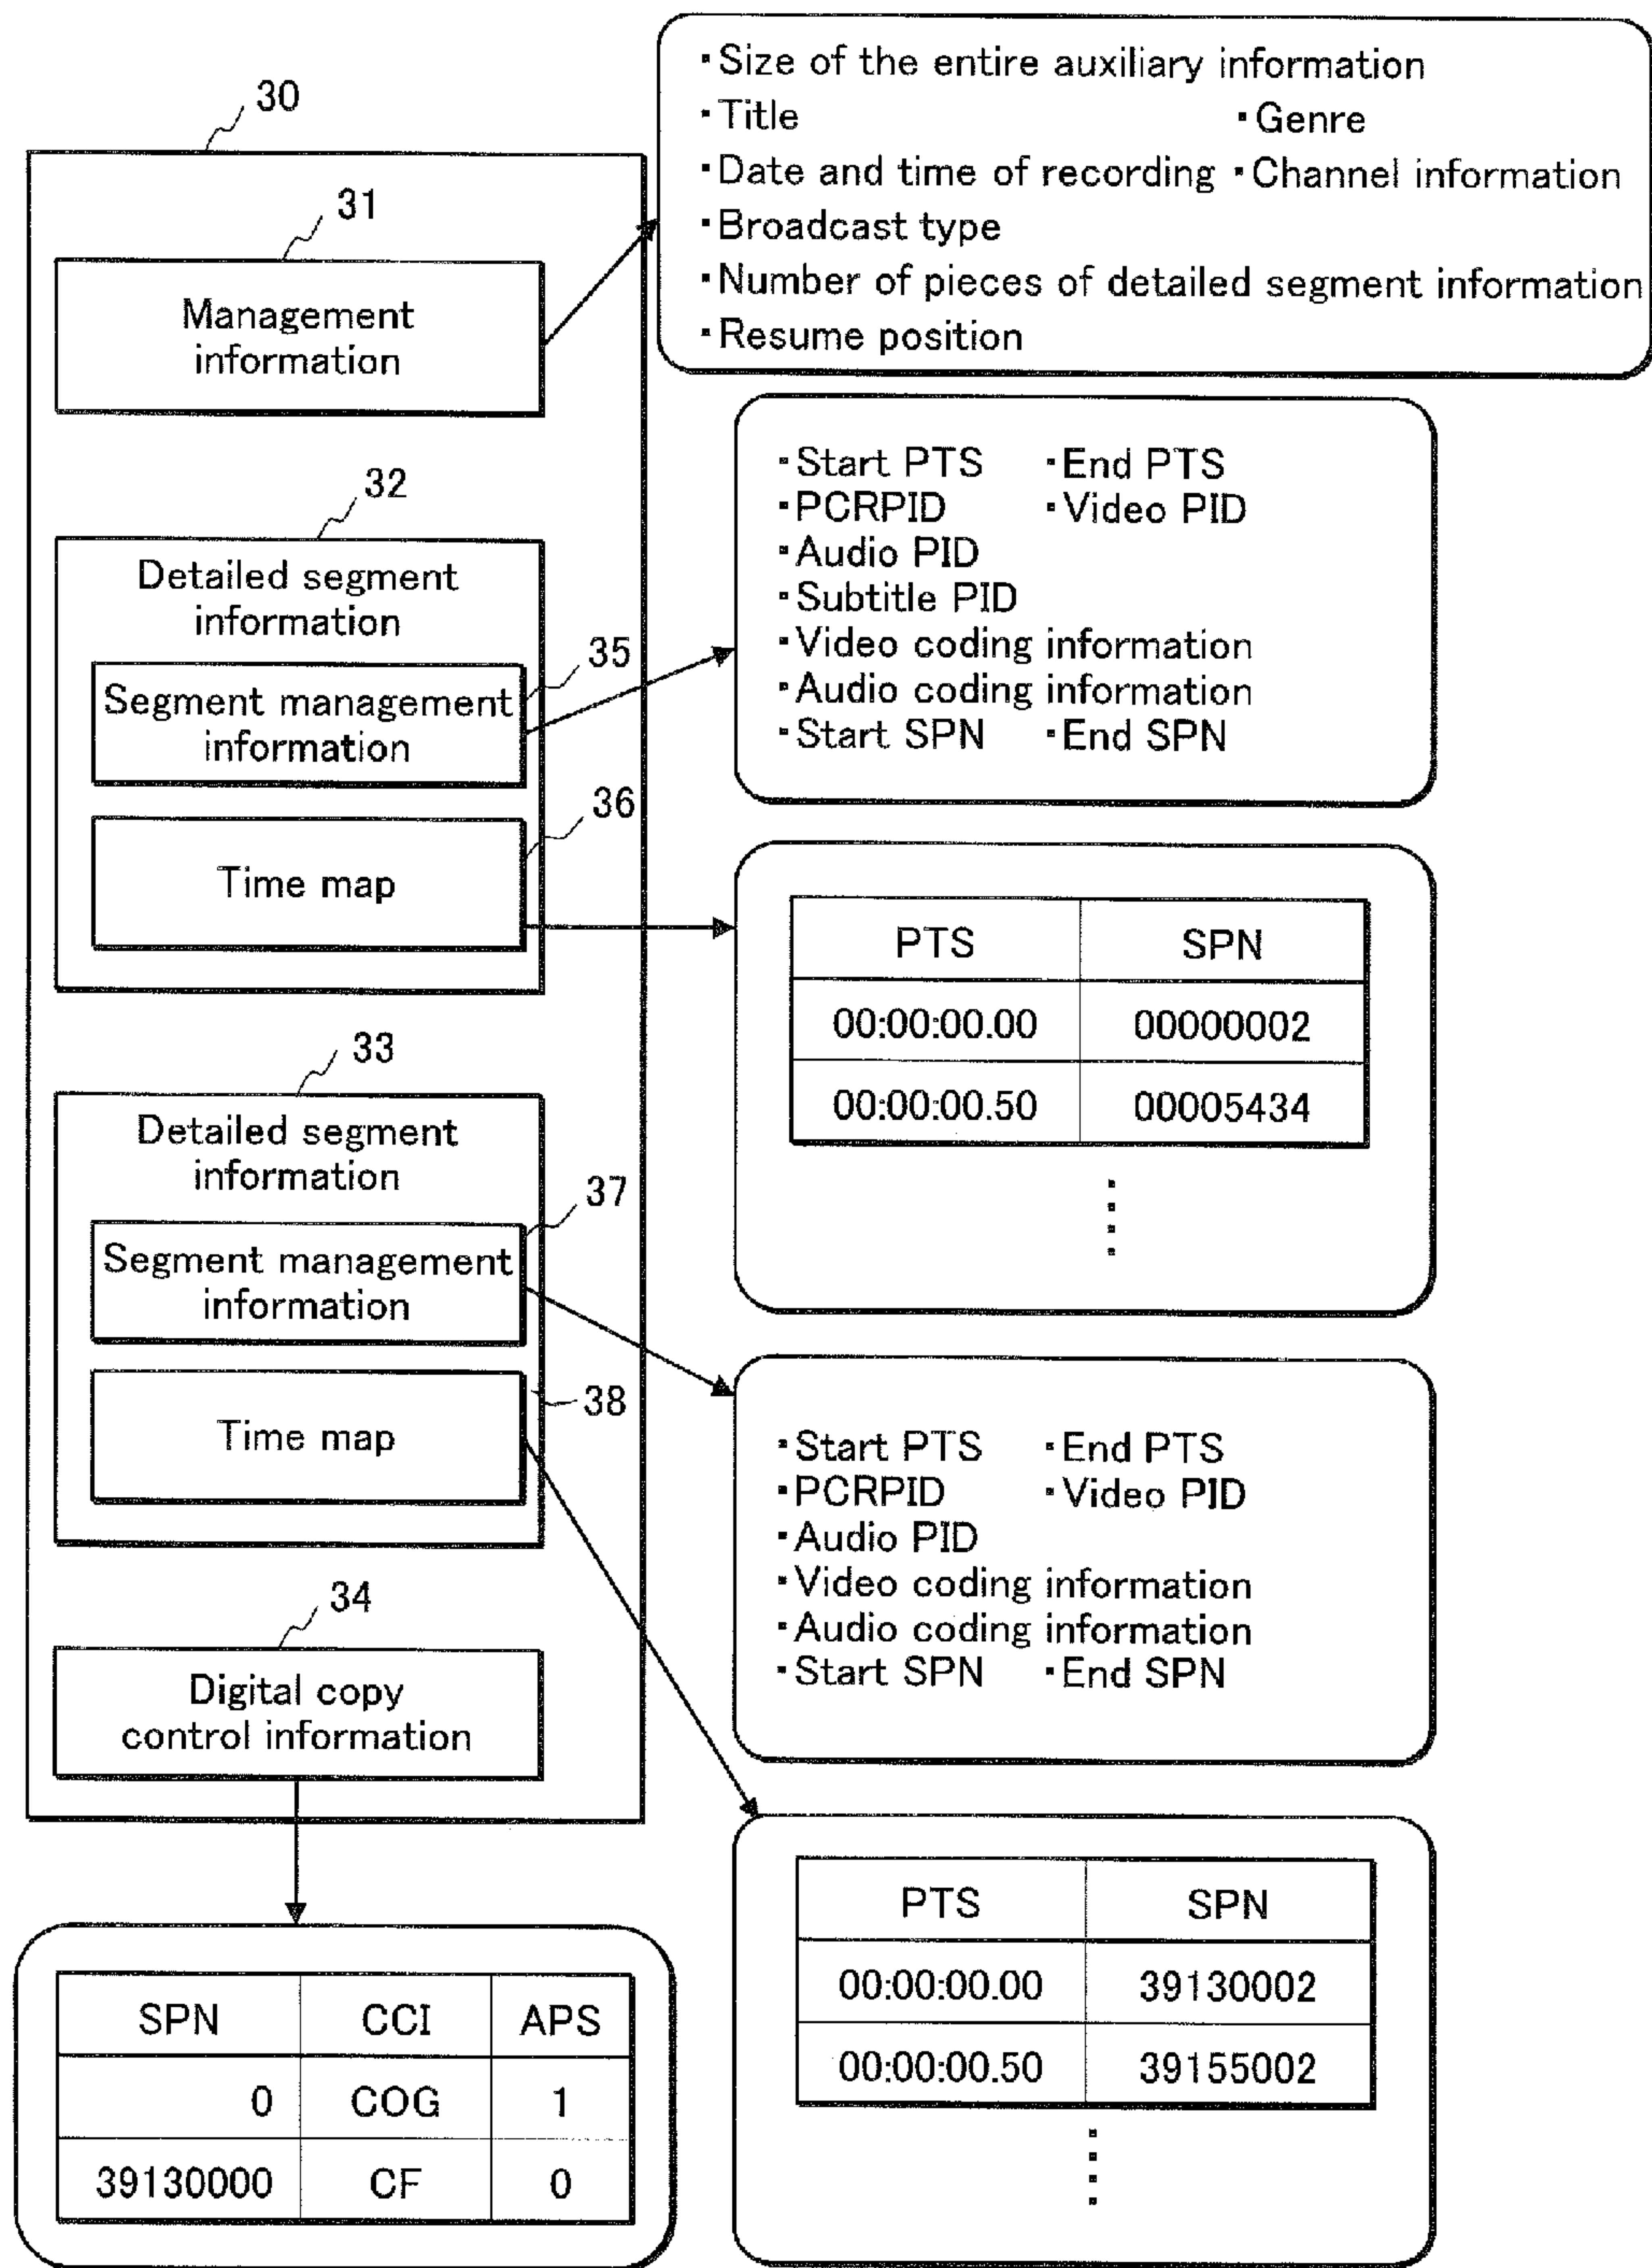 30
31
Management
information
·Size of the entire auxiliary information
·Title ·Genre
·Date and time of recording ·Channel information
·Broadcast type
·Number of pieces of detailed segment information
·Resume position
32
Detailed segment
information
35
Segment management
information
36
Time map
·Start PTS ·End PTS
·PCRPID ·Video PID
·Audio PID
·Subtitle PID
·Video coding information
·Audio coding information
·Start SPN ·End SPN
PTS SPN
00:00:00.00 00000002
00:00:00.50 00005434
33
Detailed segment
information
37
Segment management
information
38
Time map
·Start PTS ·End PTS
·PCRPID ·Video PID
·Audio PID
·Video coding information
·Audio coding information
·Start SPN ·End SPN
34
Digital copy
control information
PTS SPN
00:00:00.00 39130002
00:00:00.50 39155002
SPN CCI APS
0 COG 1
39130000 CF 0